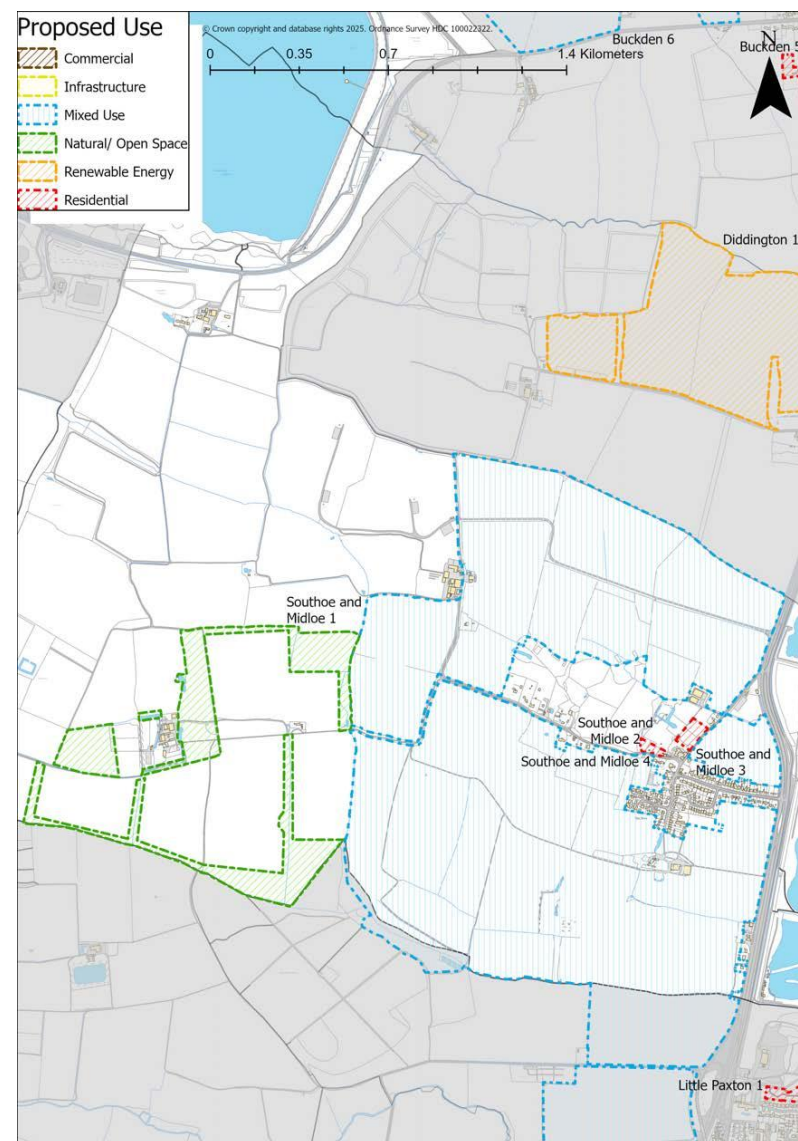 Proposed Use
Commercial
Infrastructure
Mixed Use
Natural/ Open Space
Renewable Energy
Residential
© Crown copyright and database rights 2025. Ordnance Survey HDC 100022322.
0 0.35 0.7 1.4 Kilometers
N
Buckden 6
Buckden 5
Diddington 1
Southoe and
Midloe 1
Southoe and
Midloe 2
Southoe and Midloe 4
Southoe and
Midloe 3
Little Paxton 1